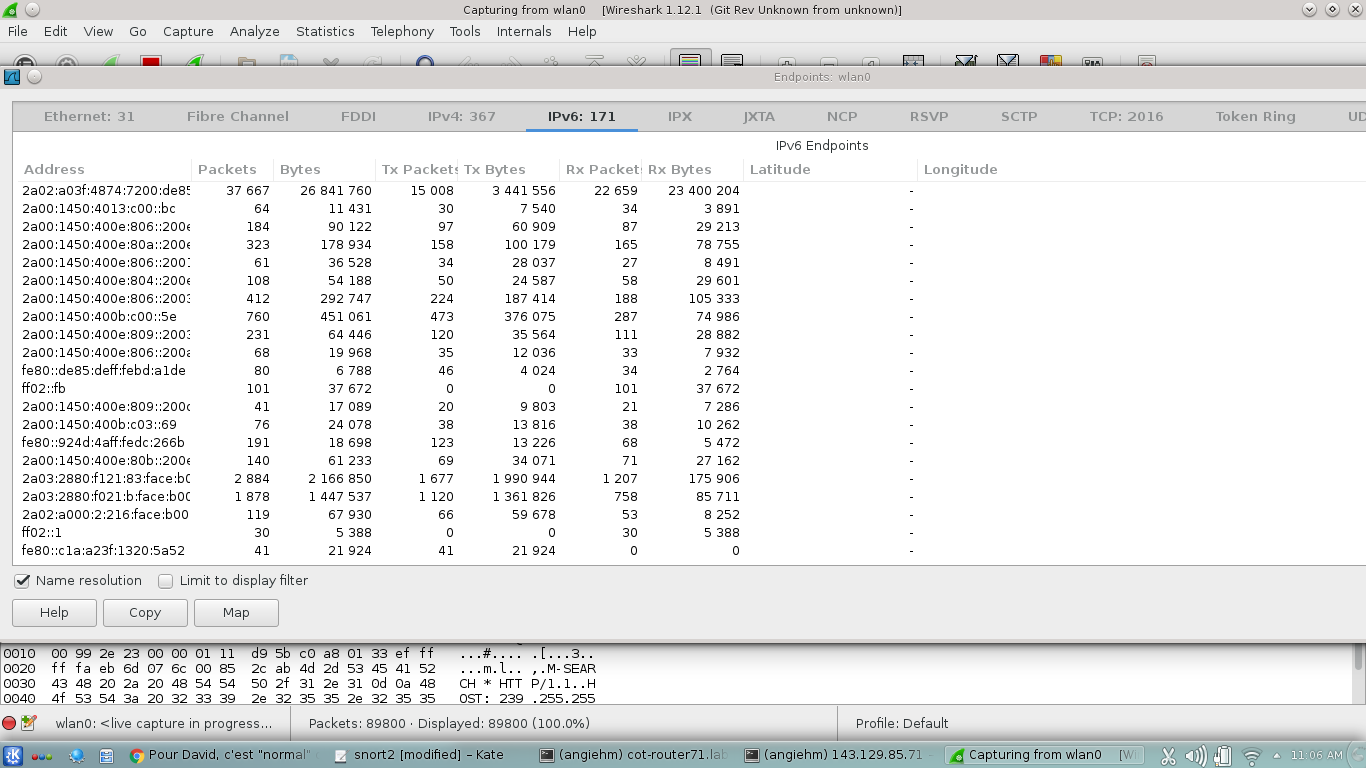 Capturing from wlan0    [Wireshark 1.12.1  (Git Rev Unknown from unknown)]
File Edit View Go Capture Analyze Statistics Telephony Tools Internals Help
Endpoints: wlan0
Ethernet: 31 Fibre Channel FDDI IPv4: 367 IPv6: 171 IPX JXTA NCP RSVP SCTP TCP: 2016 Token Ring UD
IPv6 Endpoints
Address Packets Bytes Tx Packets Tx Bytes Rx Packets Rx Bytes Latitude Longitude
2a02:a03f:4874:7200:de85 37 667 26 841 760 15 008 3 441 556 22 659 23 400 204 -
2a00:1450:4013:c00::bc 64 11 431 30 7 540 34 3 891 -
2a00:1450:400e:806::200e 184 90 122 97 60 909 87 29 213 -
2a00:1450:400e:80a::200e 323 178 934 158 100 179 165 78 755 -
2a00:1450:400e:806::2001 61 36 528 34 28 037 27 8 491 -
2a00:1450:400e:804::200e 108 54 188 50 24 587 58 29 601 -
2a00:1450:400e:806::2003 412 292 747 224 187 414 188 105 333 -
2a00:1450:400b:c00::5e 760 451 061 473 376 075 287 74 986 -
2a00:1450:400e:809::2003 231 64 446 120 35 564 111 28 882 -
2a00:1450:400e:806::200a 68 19 968 35 12 036 33 7 932 -
fe80::de85:deff:febd:a1de 80 6 788 46 4 024 34 2 764 -
ff02::fb 101 37 672 0 0 101 37 672 -
2a00:1450:400e:809::200d 41 17 089 20 9 803 21 7 286 -
2a00:1450:400b:c03::69 76 24 078 38 13 816 38 10 262 -
fe80::924d:4aff:fedc:266b 191 18 698 123 13 226 68 5 472 -
2a00:1450:400e:80b::200e 140 61 233 69 34 071 71 27 162 -
2a03:2880:f121:83:face:b0 2 884 2 166 850 1 677 1 990 944 1 207 175 906 -
2a03:2880:f021:b:face:b00 1 878 1 447 537 1 120 1 361 826 758 85 711 -
2a02:a000:2:216:face:b00 119 67 930 66 59 678 53 8 252 -
ff02::1 30 5 388 0 0 30 5 388 -
fe80::c1a:a23f:1320:5a52 41 21 924 41 21 924 0 0 -
Name resolution Limit to display filter
Help Copy Map
0010 00 99 2e 23 00 00 01 11 d9 5b c0 a8 01 33 ef ff ...#.... .[...3..
0020 ff fa eb 6d 07 6c 00 85 2c ab 4d 2d 53 45 41 52 ...m.l.. ,.M-SEAR
0030 43 48 20 2a 20 48 54 54 50 2f 31 2e 31 0d 0a 48 CH * HTT P/1.1..H
0040 4f 53 54 3a 20 32 33 39 2e 32 35 35 2e 32 35 35 OST: 239 .255.255
wlan0: <live capture in progress... Packets: 89800 · Displayed: 89800 (100.0%) Profile: Default
Pour David, c'est "normal" snort2 [modified] – Kate (angiehm) cot-router71.lab (angiehm) 143.129.85.71 Capturing from wlan0 [Wi 11:06 AM